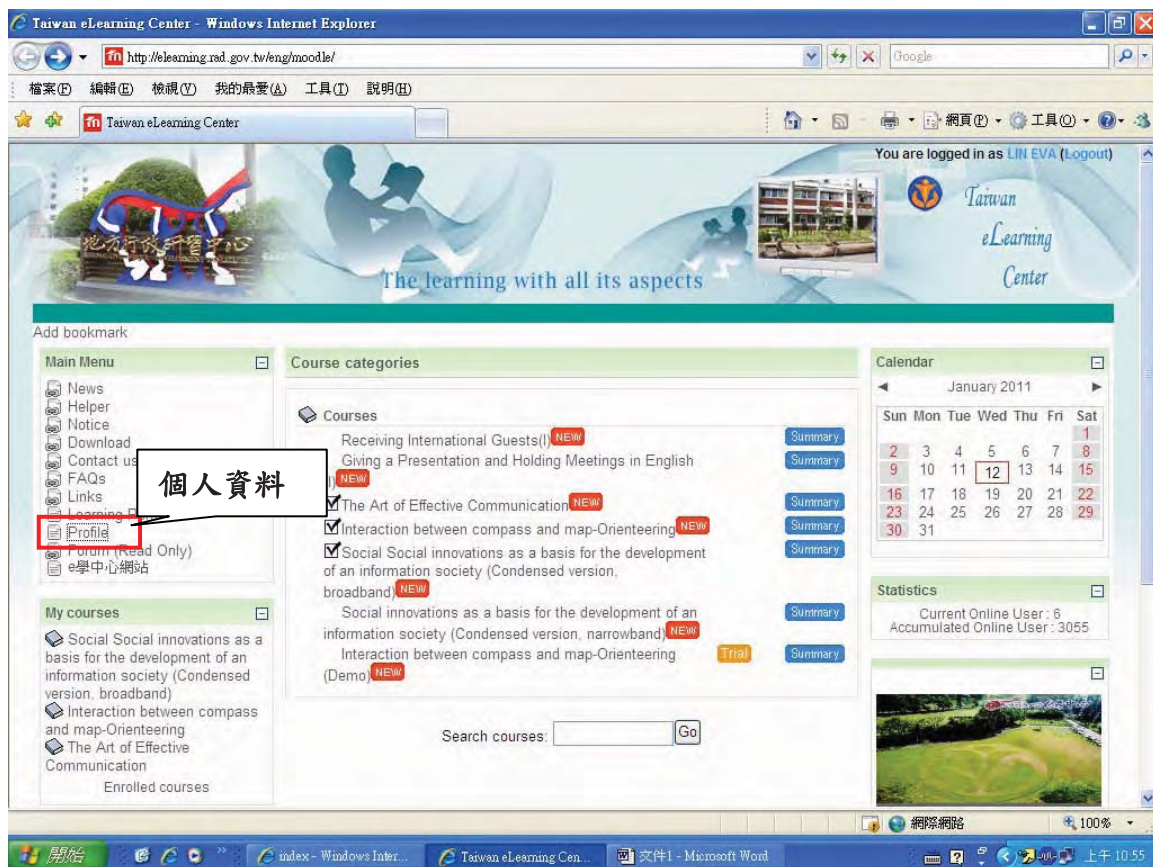 Taiwan eLearning Center - Windows Internet Explorer
http://elearning.rad.gov.tw/eng/moodle/
Google
檔案(F) 編輯(E) 檢視(V) 我的最愛(A) 工具(T) 說明(H)
Taiwan eLearning Center
網頁(P) 工具(O)
You are logged in as LIN EVA (Logout)
地方行政研習中心
The learning with all its aspects
Taiwan
eLearning
Center
Add bookmark
Main Menu
News
Helper
Notice
Download
Contact us
FAQs
Links
Profile
Forum (Read Only)
e學中心網站
個人資料
My courses
Social Social innovations as a
basis for the development of an
information society (Condensed
version, broadband)
Interaction between compass
and map-Orienteering
The Art of Effective
Communication
Enrolled courses
Course categories
Courses
Receiving International Guests(I) NEW Summary
Giving a Presentation and Holding Meetings in English Summary
I) NEW
The Art of Effective Communication NEW Summary
Interaction between compass and map-Orienteering NEW Summary
Social Social innovations as a basis for the development Summary
of an information society (Condensed version,
broadband) NEW
Social innovations as a basis for the development of an Summary
information society (Condensed version, narrowband) NEW
Interaction between compass and map-Orienteering Trial Summary
(Demo) NEW
Search courses: Go
Calendar
January 2011
Sun Mon Tue Wed Thu Fri Sat
1
2 3 4 5 6 7 8
9 10 11 12 13 14 15
16 17 18 19 20 21 22
23 24 25 26 27 28 29
30 31
Statistics
Current Online User : 6
Accumulated Online User : 3055
網際網路 100%
開始 index - Windows Inter... Taiwan eLearning Cen... 文件1 - Microsoft Word 上午 10:55